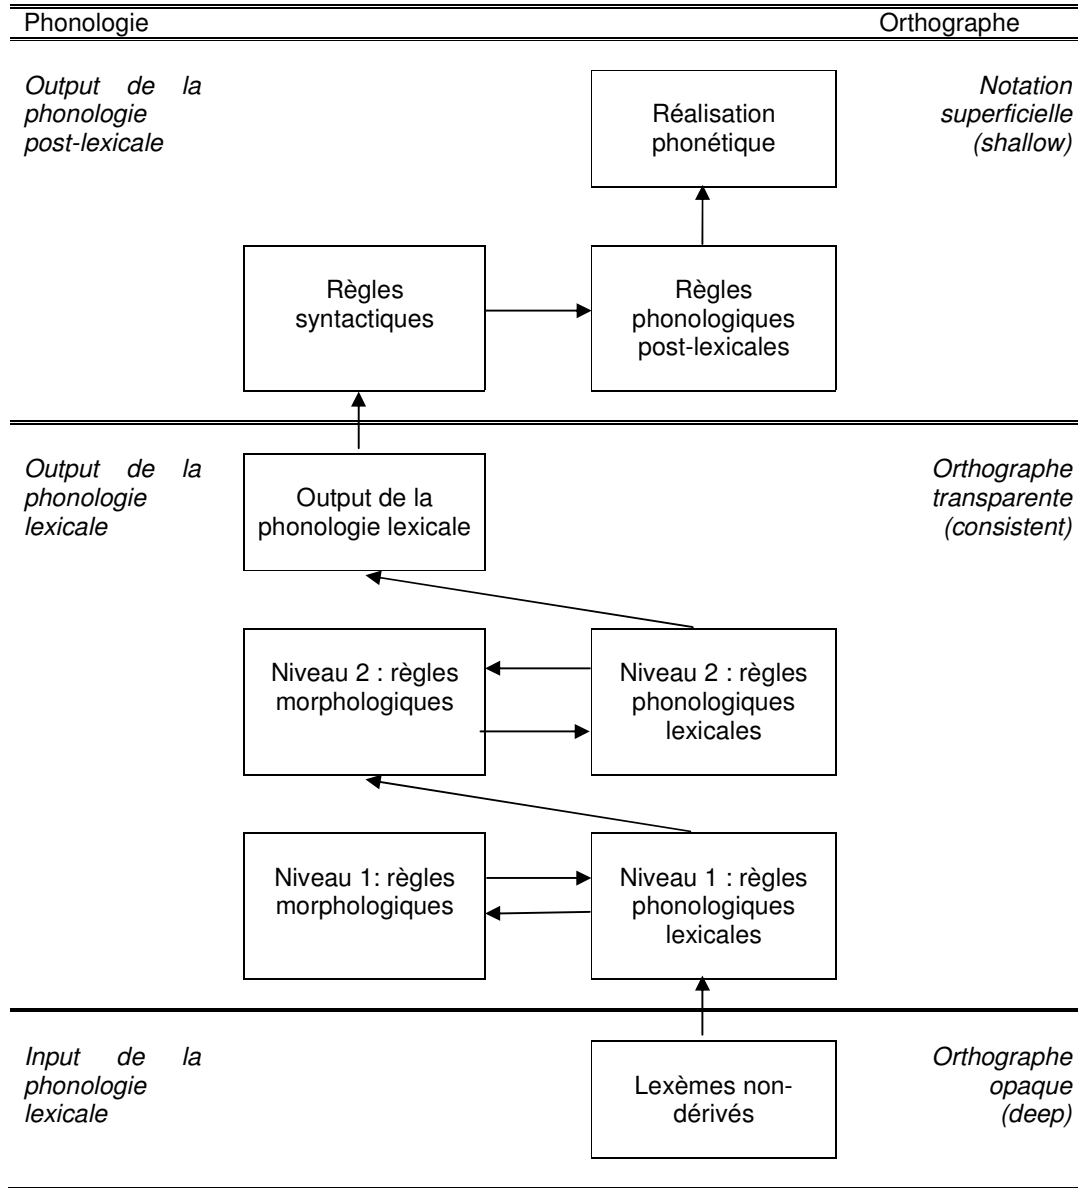 Phonologie
Orthographe
Output de la
phonologie
post-lexicale
Réalisation
phonétique
Notation
superficielle
(shallow)
Règles
syntactiques
Règles
phonologiques
post-lexicales
Output de la
phonologie
lexicale
Output de la
phonologie lexicale
Orthographe
transparente
(consistent)
Niveau 2 : règles
morphologiques
Niveau 2 : règles
phonologiques
lexicales
Niveau 1: règles
morphologiques
Niveau 1 : règles
phonologiques
lexicales
Input de la
phonologie
lexicale
Lexèmes non-
dérivés
Orthographe
opaque
(deep)